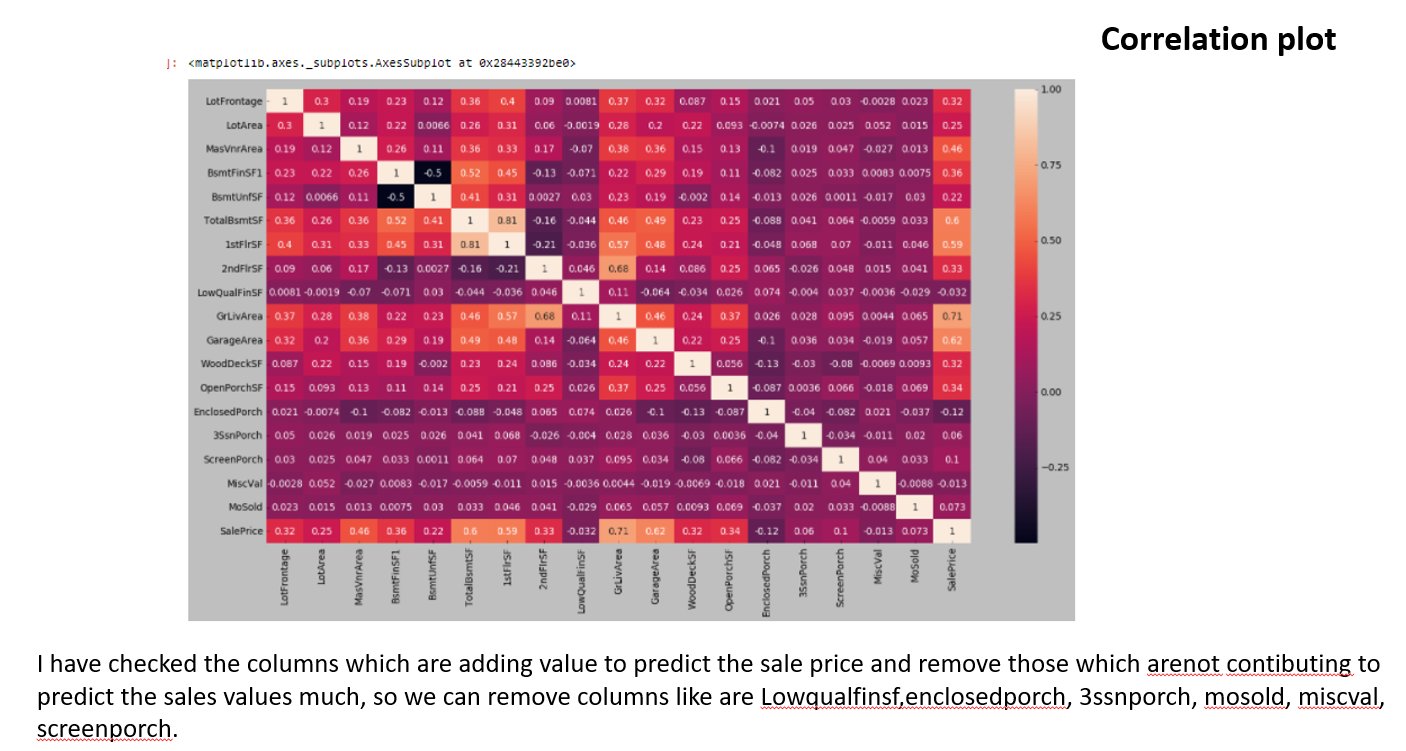 Correlation plot
]: <matplotlib.axes._subplots.AxesSubplot at 0x28443392be0>
LotFrontage 1 0.3 0.19 0.23 0.12 0.36 0.4 0.09 0.0081 0.37 0.32 0.087 0.15 0.021 0.05 0.03 -0.0028 0.023 0.32
LotArea 0.3 1 0.12 0.22 0.0066 0.26 0.31 0.06 -0.0019 0.28 0.2 0.22 0.093 -0.0074 0.026 0.025 0.052 0.015 0.25
MasVnrArea 0.19 0.12 1 0.26 0.11 0.36 0.33 0.17 -0.07 0.38 0.36 0.15 0.13 -0.1 0.019 0.047 -0.027 0.013 0.46
BsmtFinSF1 0.23 0.22 0.26 1 -0.5 0.52 0.45 -0.13 -0.071 0.22 0.29 0.19 0.11 -0.082 0.025 0.033 0.0083 0.0075 0.36
BsmtUnfSF 0.12 0.0066 0.11 -0.5 1 0.41 0.31 0.0027 0.03 0.23 0.19 -0.002 0.14 -0.013 0.026 0.0011 -0.017 0.03 0.22
TotalBsmtSF 0.36 0.26 0.36 0.52 0.41 1 0.81 -0.16 -0.044 0.46 0.49 0.23 0.25 -0.088 0.041 0.064 -0.0059 0.033 0.6
1stFlrSF 0.4 0.31 0.33 0.45 0.31 0.81 1 -0.21 -0.036 0.57 0.48 0.24 0.21 -0.048 0.068 0.07 -0.011 0.046 0.59
2ndFlrSF 0.09 0.06 0.17 -0.13 0.0027 -0.16 -0.21 1 0.046 0.68 0.14 0.086 0.25 0.065 -0.026 0.048 0.015 0.041 0.33
LowQualFinSF 0.0081 -0.0019 -0.07 -0.071 0.03 -0.044 -0.036 0.046 1 0.11 -0.064 -0.034 0.026 0.074 -0.004 0.037 -0.0036 -0.029 -0.032
GrLivArea 0.37 0.28 0.38 0.22 0.23 0.46 0.57 0.68 0.11 1 0.46 0.24 0.37 0.026 0.028 0.095 0.0044 0.065 0.71
GarageArea 0.32 0.2 0.36 0.29 0.19 0.49 0.48 0.14 -0.064 0.46 1 0.22 0.25 -0.1 0.036 0.034 -0.019 0.057 0.62
WoodDeckSF 0.087 0.22 0.15 0.19 -0.002 0.23 0.24 0.086 -0.034 0.24 0.22 1 0.056 -0.13 -0.03 -0.08 -0.0069 0.0093 0.32
OpenPorchSF 0.15 0.093 0.13 0.11 0.14 0.25 0.21 0.25 0.026 0.37 0.25 0.056 1 -0.087 0.0036 0.066 -0.018 0.069 0.34
EnclosedPorch 0.021 -0.0074 -0.1 -0.082 -0.013 -0.088 -0.048 0.065 0.074 0.026 -0.1 -0.13 -0.087 1 -0.04 -0.082 0.021 -0.037 -0.12
3SsnPorch 0.05 0.026 0.019 0.025 0.026 0.041 0.068 -0.026 -0.004 0.028 0.036 -0.03 0.0036 -0.04 1 -0.034 -0.011 0.02 0.06
ScreenPorch 0.03 0.025 0.047 0.033 0.0011 0.064 0.07 0.048 0.037 0.095 0.034 -0.08 0.066 -0.082 -0.034 1 0.04 0.033 0.1
MiscVal -0.0028 0.052 -0.027 0.0083 -0.017 -0.0059 -0.011 0.015 -0.0036 0.0044 -0.019 -0.0069 -0.018 0.021 -0.011 0.04 1 -0.0088 -0.013
MoSold 0.023 0.015 0.013 0.0075 0.03 0.033 0.046 0.041 -0.029 0.065 0.057 0.0093 0.069 -0.037 0.02 0.033 -0.0088 1 0.073
SalePrice 0.32 0.25 0.46 0.36 0.22 0.6 0.59 0.33 -0.032 0.71 0.62 0.32 0.34 -0.12 0.06 0.1 -0.013 0.073 1
LotFrontage LotArea MasVnrArea BsmtFinSF1 BsmtUnfSF TotalBsmtSF 1stFlrSF 2ndFlrSF LowQualFinSF GrLivArea GarageArea WoodDeckSF OpenPorchSF EnclosedPorch 3SsnPorch ScreenPorch MiscVal MoSold SalePrice
1.00
0.75
0.50
0.25
0.00
-0.25
I have checked the columns which are adding value to predict the sale price and remove those which arenot contibuting to
predict the sales values much, so we can remove columns like are Lowqualfinsf,enclosedporch, 3ssnporch, mosold, miscval,
screenporch.